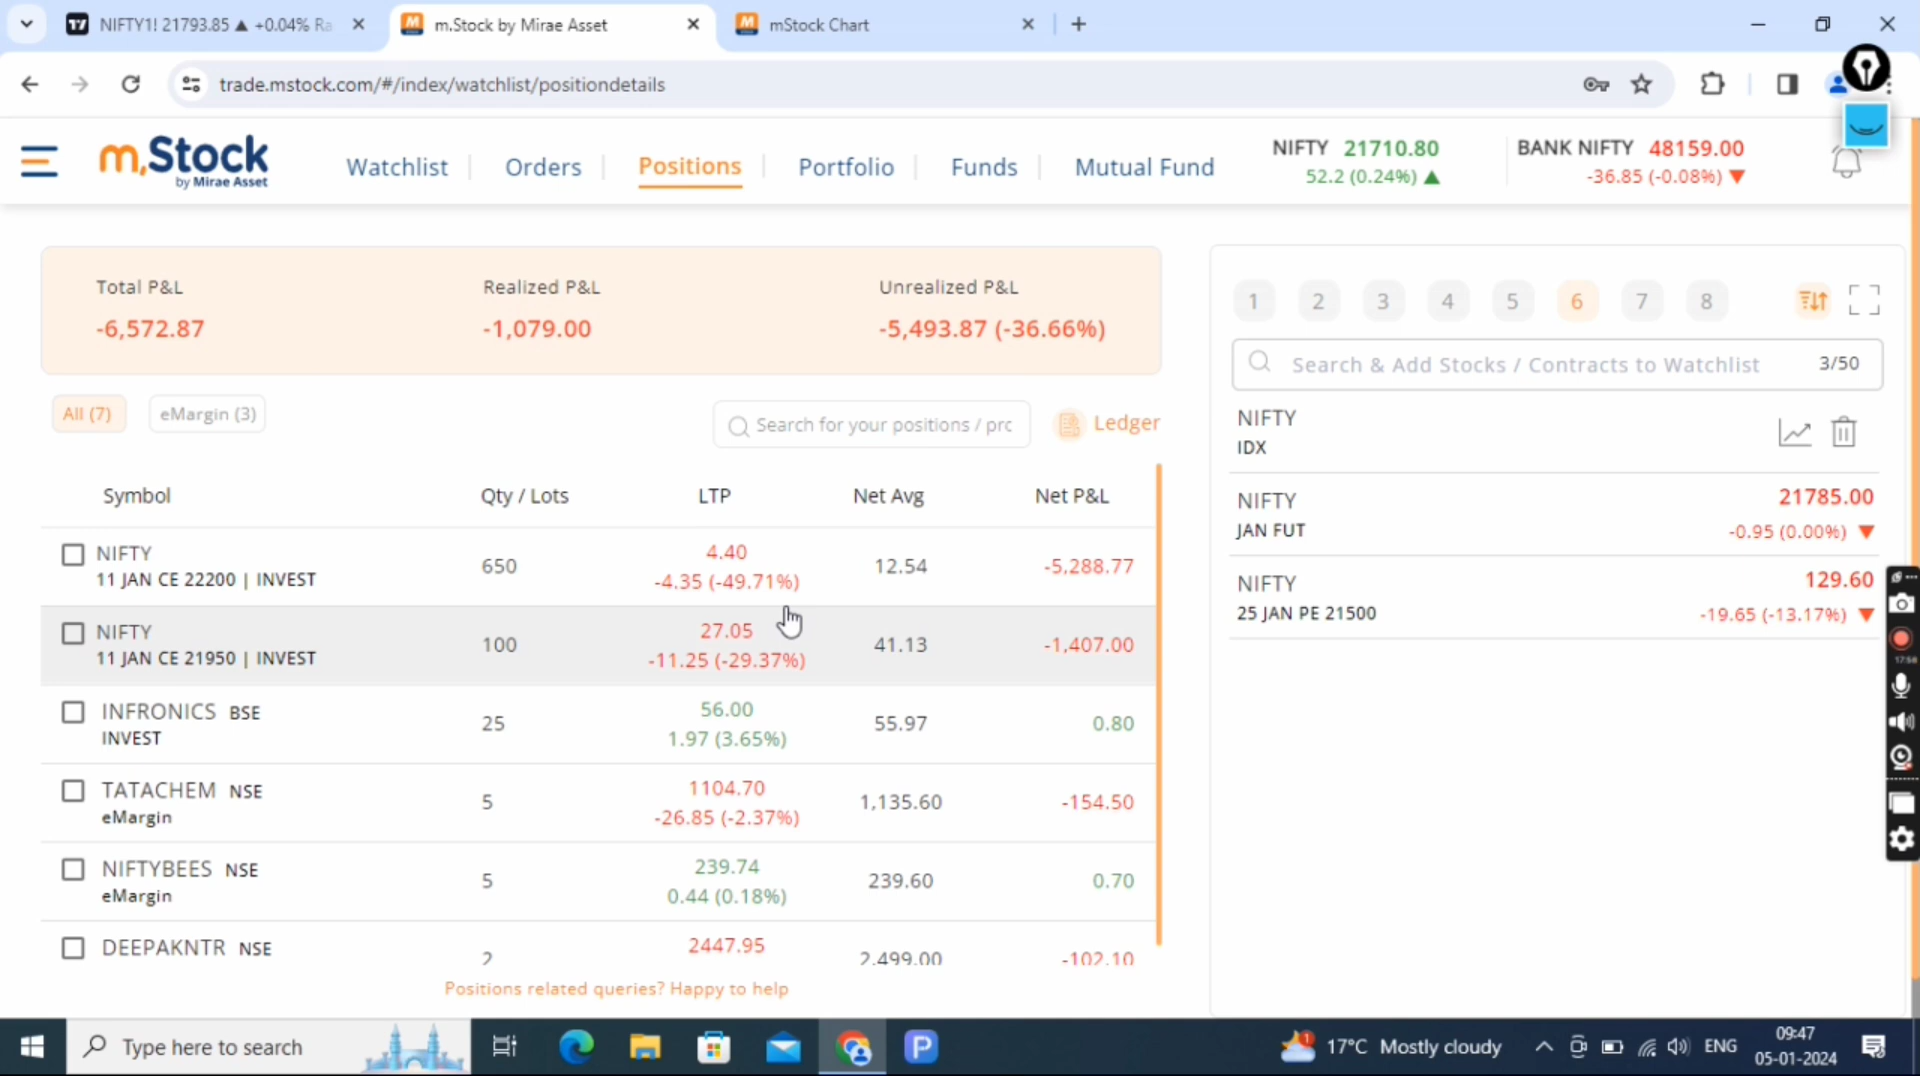 NIFTY1! 21793.85 ▲ +0.04% Ra
m.Stock by Mirae Asset
mStock Chart
trade.mstock.com/#/index/watchlist/positiondetails
m.Stock
by Mirae Asset
Watchlist
Orders
Positions
Portfolio
Funds
Mutual Fund
NIFTY 21710.80
52.2 (0.24%) ▲
BANK NIFTY 48159.00
-36.85 (-0.08%) ▼
Total P&L
Realized P&L
Unrealized P&L
-6,572.87
-1,079.00
-5,493.87 (-36.66%)
All (7)
eMargin (3)
Search for your positions / prc
Ledger
Symbol
Qty / Lots
LTP
Net Avg
Net P&L
NIFTY
11 JAN CE 22200 | INVEST
650
4.40
-4.35 (-49.71%)
12.54
-5,288.77
NIFTY
11 JAN CE 21950 | INVEST
100
27.05
-11.25 (-29.37%)
41.13
-1,407.00
INFRONICS BSE
INVEST
25
56.00
1.97 (3.65%)
55.97
0.80
TATACHEM NSE
eMargin
5
1104.70
-26.85 (-2.37%)
1,135.60
-154.50
NIFTYBEES NSE
eMargin
5
239.74
0.44 (0.18%)
239.60
0.70
DEEPAKNTR NSE
2
2447.95
2,499.00
-102.10
Positions related queries? Happy to help
1
2
3
4
5
6
7
8
Search & Add Stocks / Contracts to Watchlist
3/50
NIFTY
IDX
NIFTY
JAN FUT
21785.00
-0.95 (0.00%) ▼
NIFTY
25 JAN PE 21500
129.60
-19.65 (-13.17%) ▼
17:58
Type here to search
17°C Mostly cloudy
ENG
09:47
05-01-2024